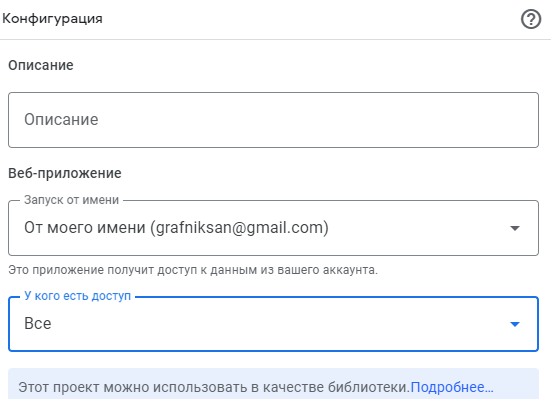 Конфигурация
Описание
Описание
Веб-приложение
Запуск от имени
От моего имени (grafniksan@gmail.com)
Это приложение получит доступ к данным из вашего аккаунта.
У кого есть доступ
Все
Этот проект можно использовать в качестве библиотеки.Подробнее…